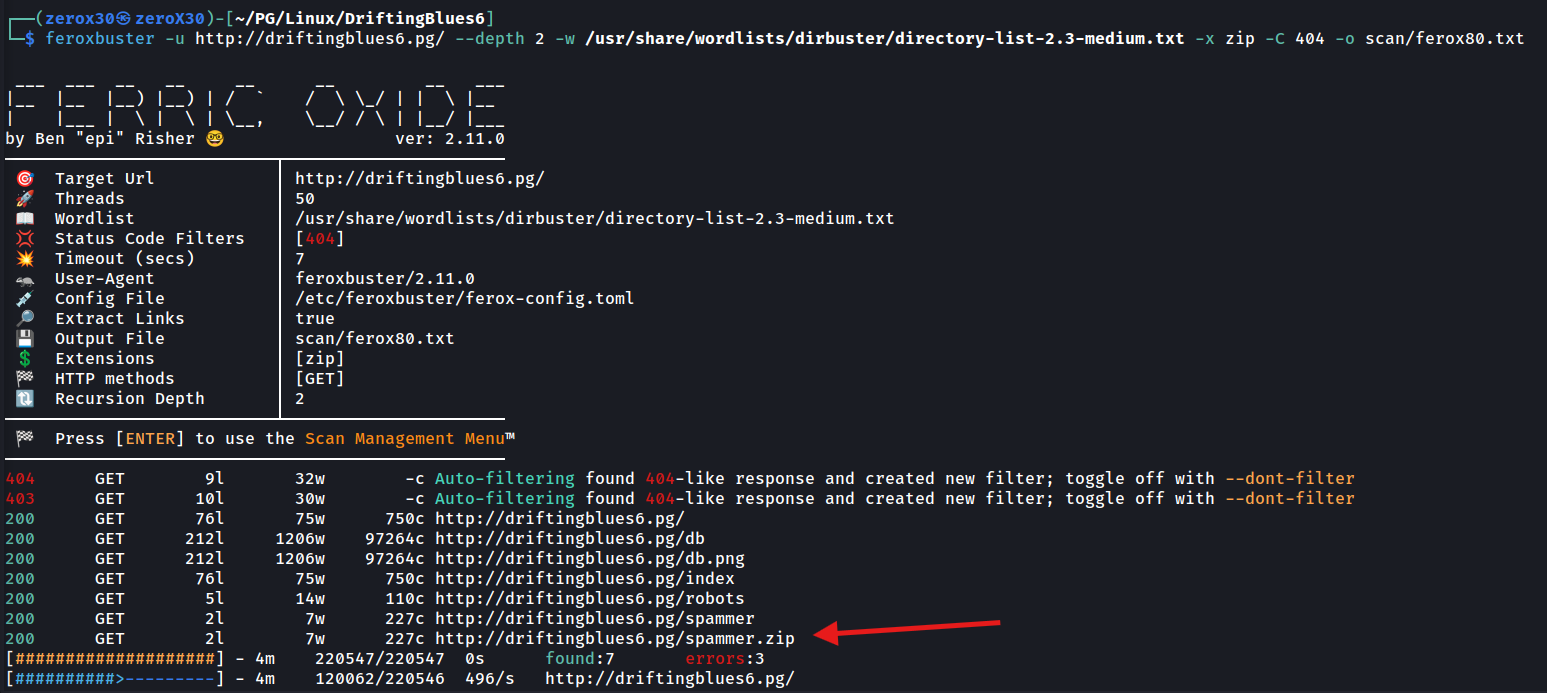 ┌──(zerox30㉿zeroX30)-[~/PG/Linux/DriftingBlues6]
└─$ feroxbuster -u http://driftingblues6.pg/ --depth 2 -w /usr/share/wordlists/dirbuster/directory-list-2.3-medium.txt -x zip -C 404 -o scan/ferox80.txt
FERRIC OXIDE
by Ben "epi" Risher 🤓 ver: 2.11.0
🎯 Target Url │ http://driftingblues6.pg/
🚀 Threads │ 50
📖 Wordlist │ /usr/share/wordlists/dirbuster/directory-list-2.3-medium.txt
💢 Status Code Filters │ [404]
💥 Timeout (secs) │ 7
🦡 User-Agent │ feroxbuster/2.11.0
💉 Config File │ /etc/feroxbuster/ferox-config.toml
🔎 Extract Links │ true
💾 Output File │ scan/ferox80.txt
💲 Extensions │ [zip]
🏁 HTTP methods │ [GET]
🔃 Recursion Depth │ 2
🏁 Press [ENTER] to use the Scan Management Menu™
404 GET 9l 32w -c Auto-filtering found 404-like response and created new filter; toggle off with --dont-filter
403 GET 10l 30w -c Auto-filtering found 404-like response and created new filter; toggle off with --dont-filter
200 GET 76l 75w 750c http://driftingblues6.pg/
200 GET 212l 1206w 97264c http://driftingblues6.pg/db
200 GET 212l 1206w 97264c http://driftingblues6.pg/db.png
200 GET 76l 75w 750c http://driftingblues6.pg/index
200 GET 5l 14w 110c http://driftingblues6.pg/robots
200 GET 2l 7w 227c http://driftingblues6.pg/spammer
200 GET 2l 7w 227c http://driftingblues6.pg/spammer.zip
[####################] - 4m 220547/220547 0s found:7 errors:3
[##########>---------] - 4m 120062/220546 496/s http://driftingblues6.pg/